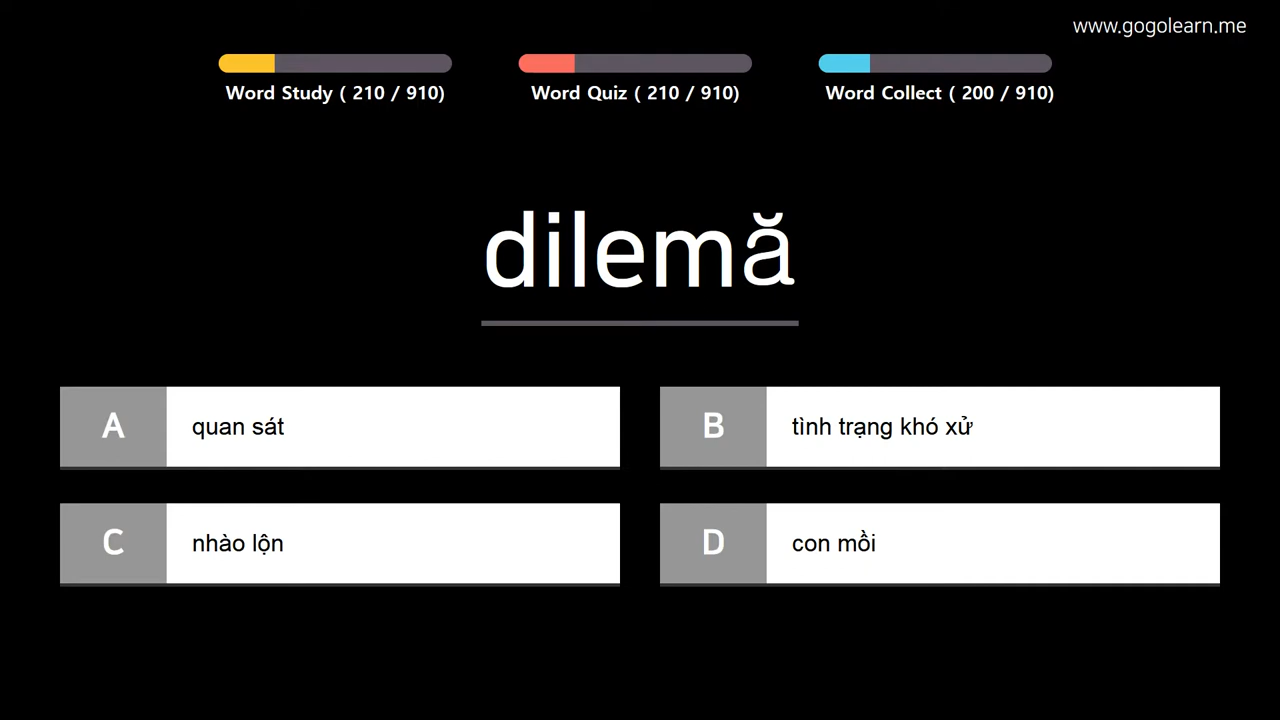 www.gogolearn.me
Word Study ( 210 / 910)
Word Quiz ( 210 / 910)
Word Collect ( 200 / 910)
dilemă
A quan sát
B tình trạng khó xử
C nhào lộn
D con mồi